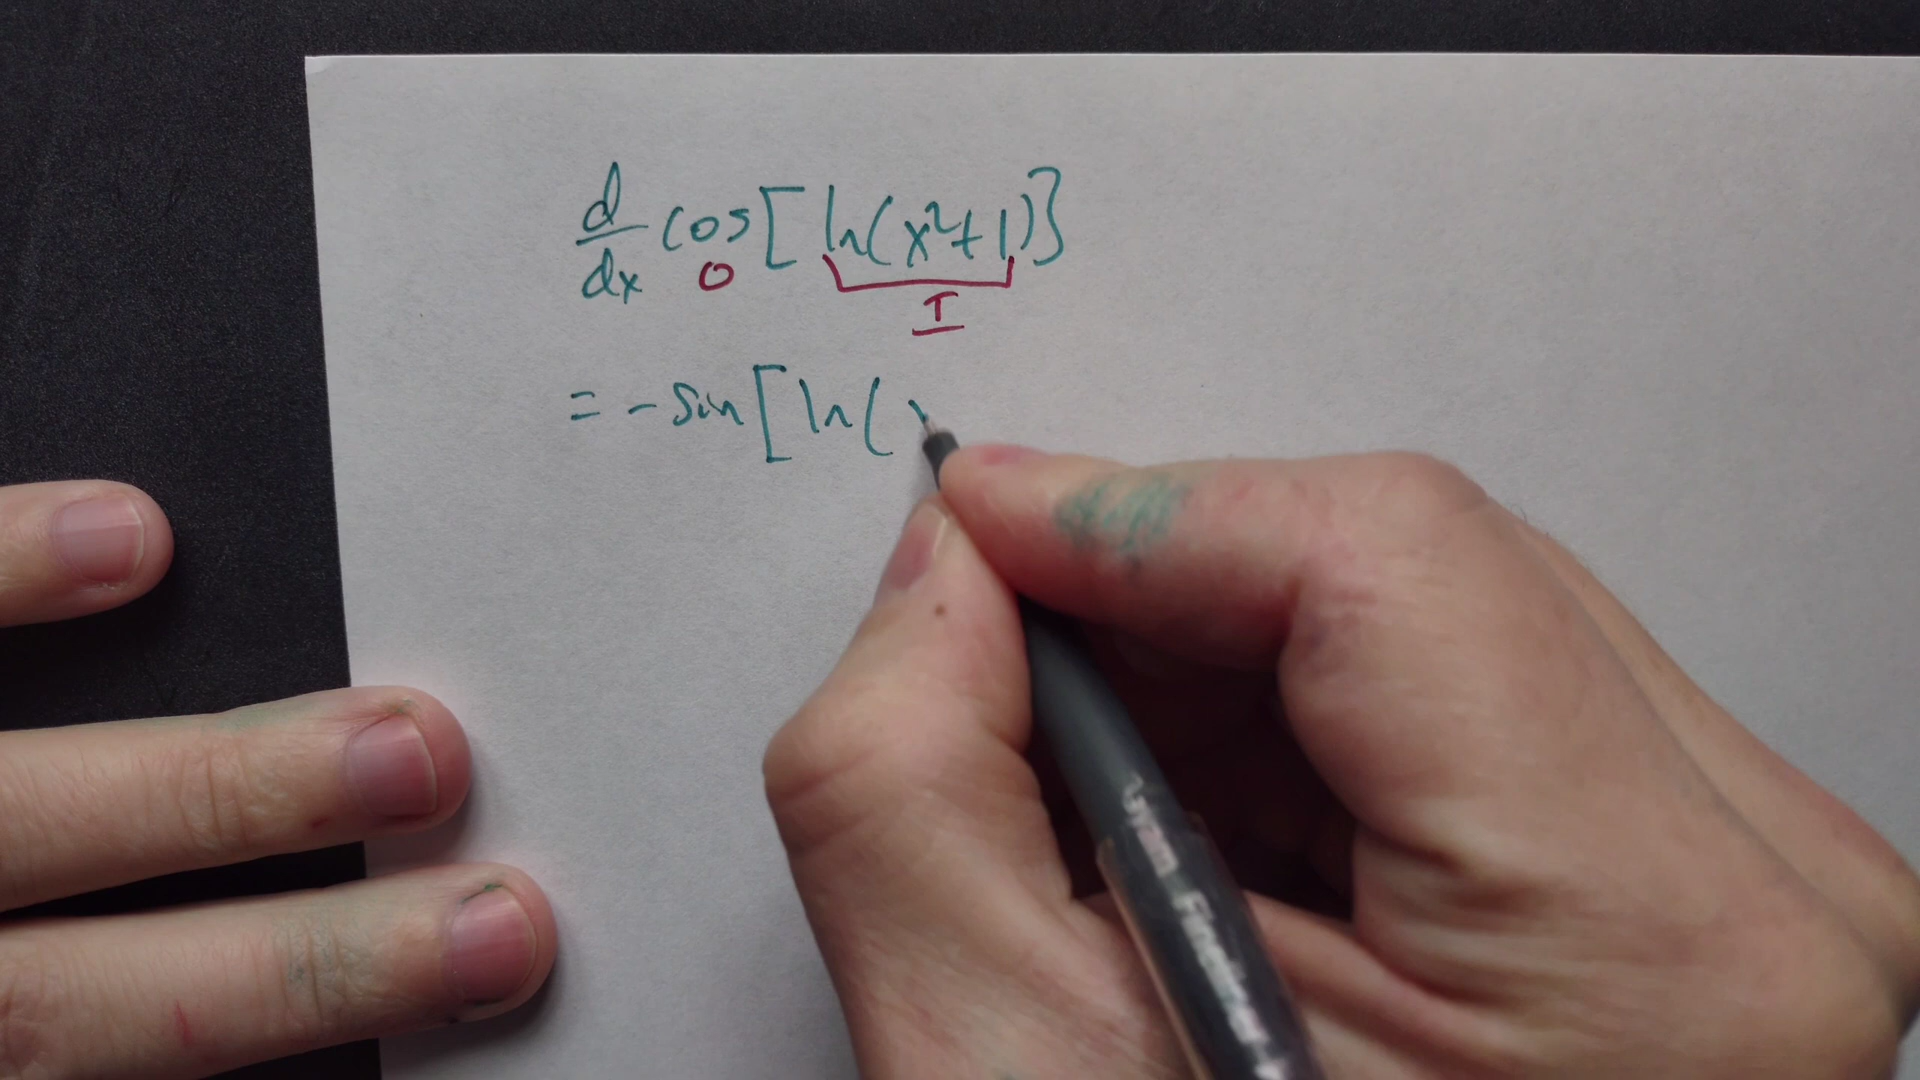 d/dx cos[ln(x²+1)]
O
I
= -sin[ln(